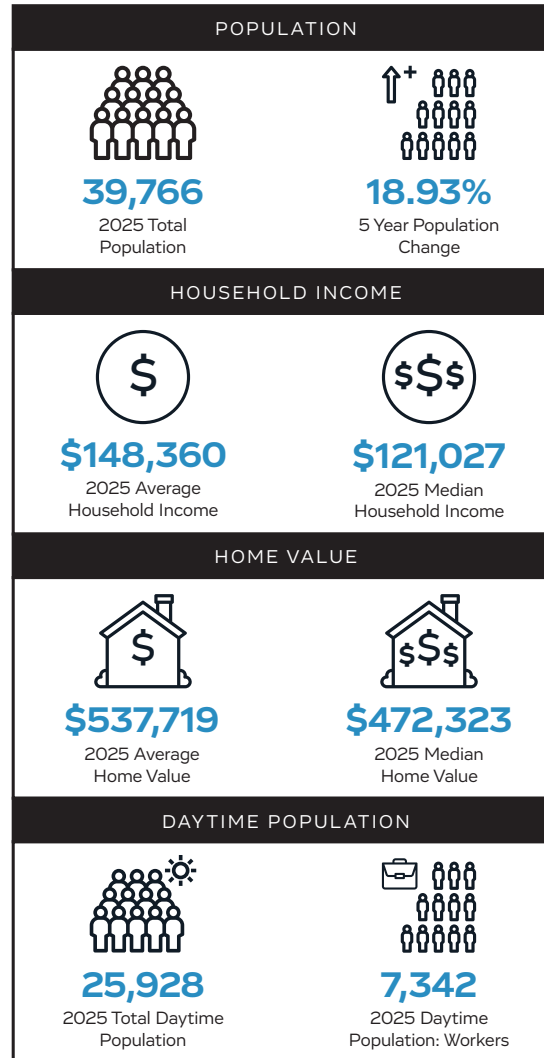 POPULATION
39,766
2025 Total
Population
18.93%
5 Year Population
Change
HOUSEHOLD INCOME
$
$148,360
2025 Average
Household Income
$$$
$121,027
2025 Median
Household Income
HOME VALUE
$
$537,719
2025 Average
Home Value
$$$
$472,323
2025 Median
Home Value
DAYTIME POPULATION
25,928
2025 Total Daytime
Population
7,342
2025 Daytime
Population: Workers